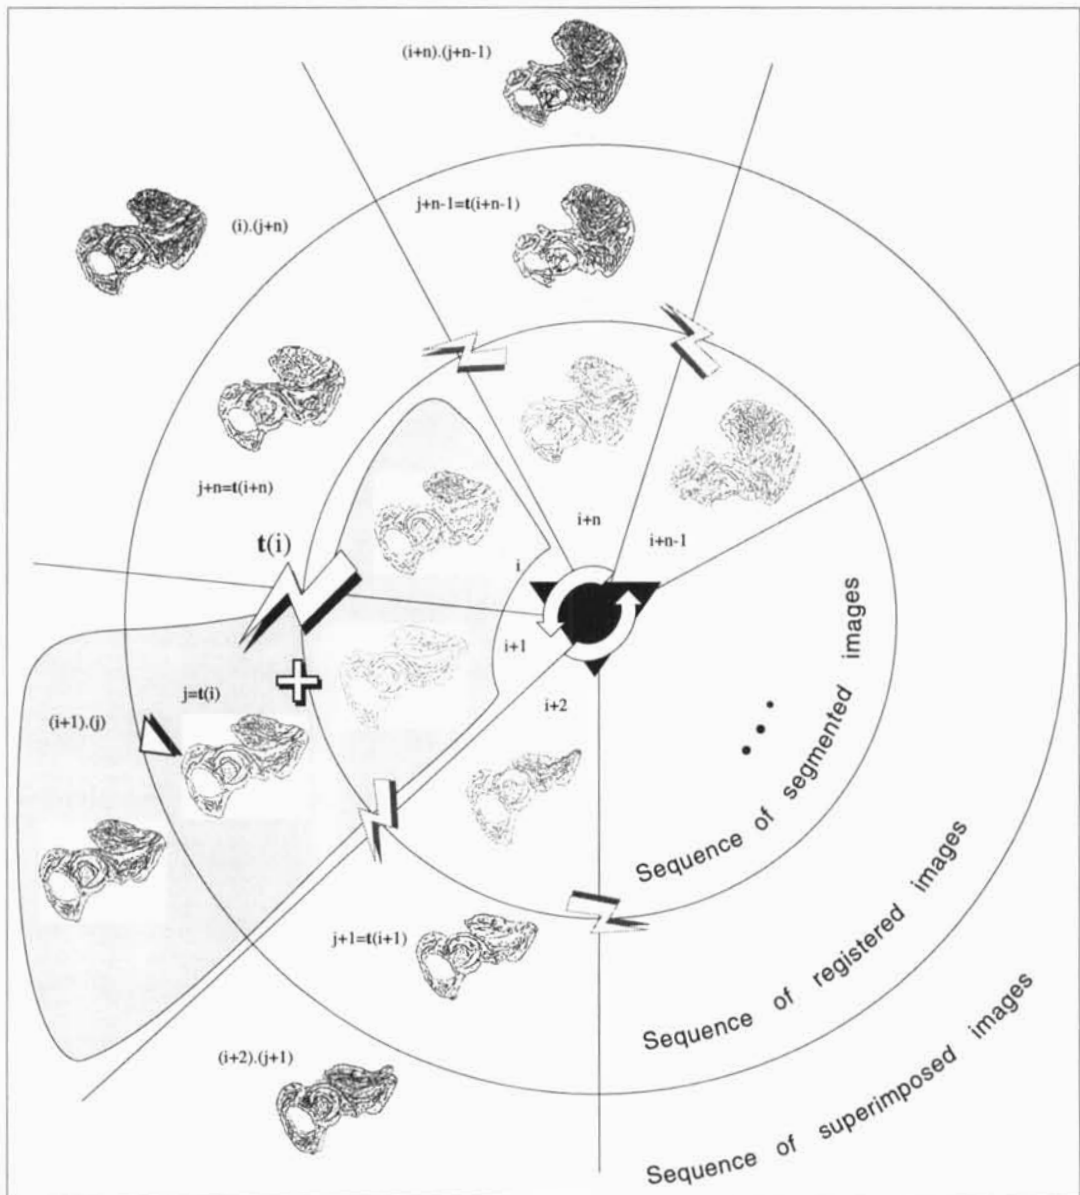 (i+n).(j+n-1)
j+n-1=t(i+n-1)
(i).(j+n)
j+n=t(i+n)
i+n
i+n-1
t(i)
i
i+1
i+2
j=t(i)
(i+1).(j)
j+1=t(i+1)
(i+2).(j+1)
Sequence of segmented images
Sequence of registered images
Sequence of superimposed images